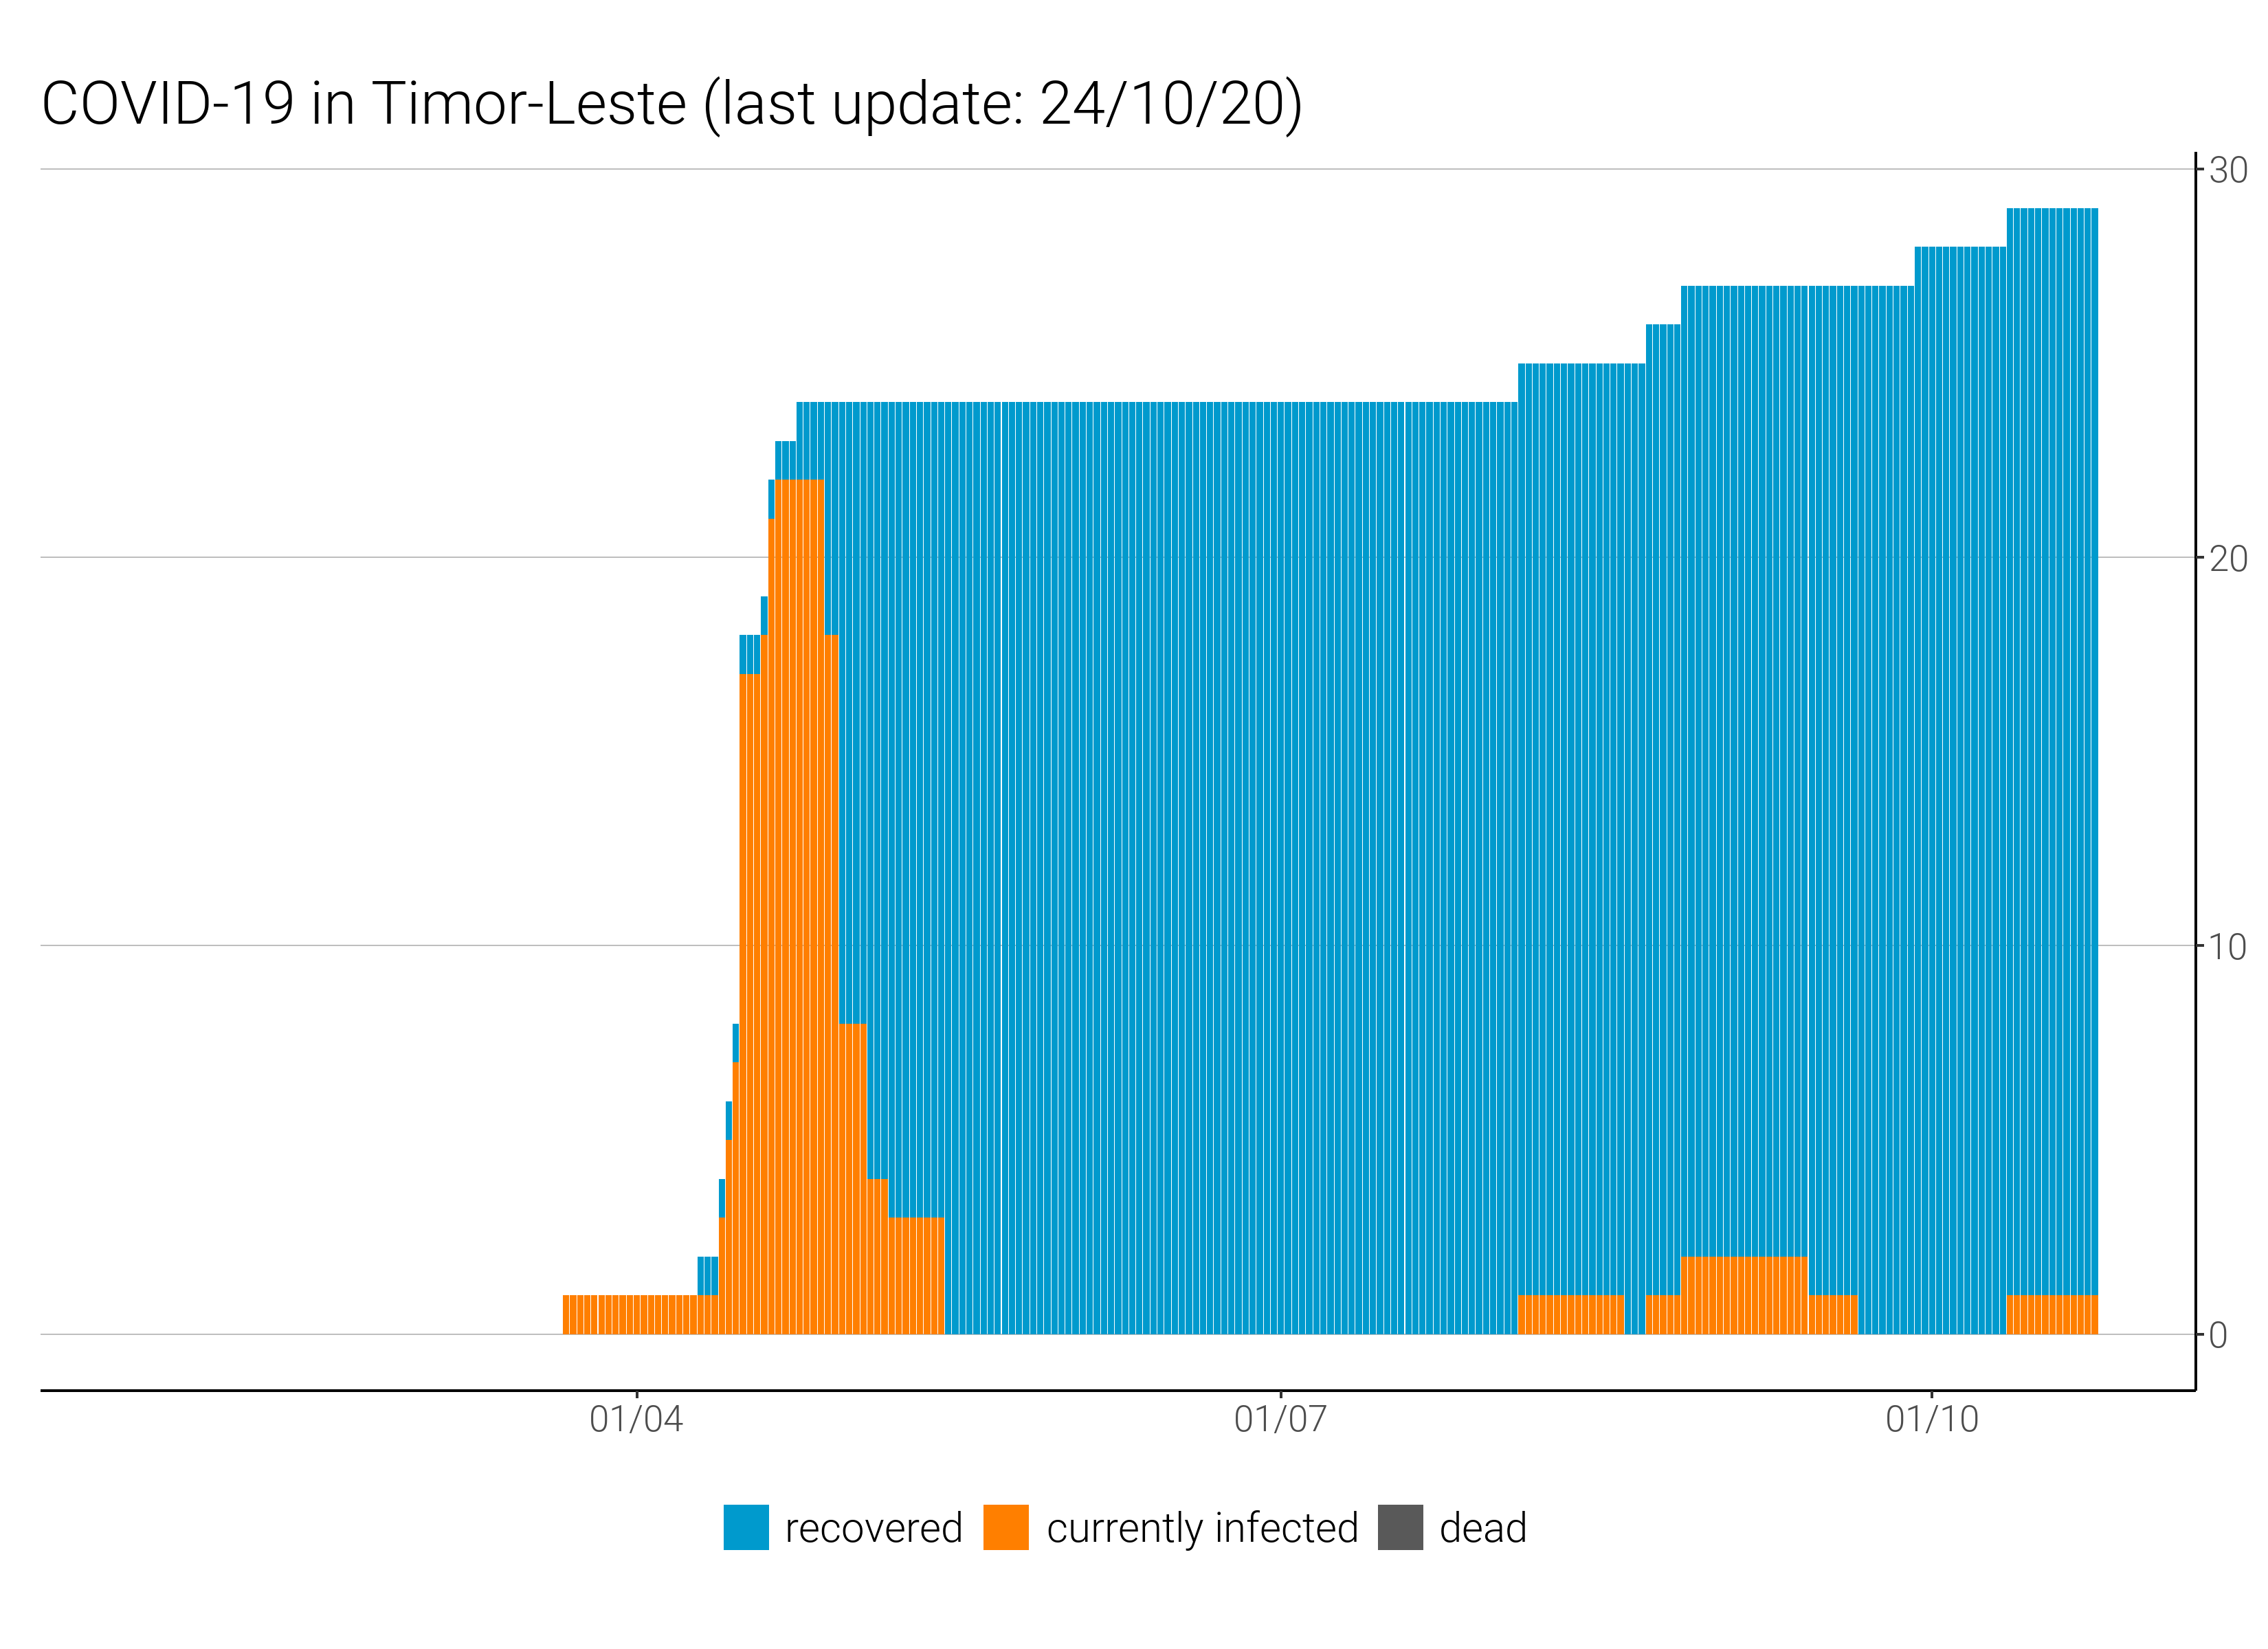 COVID-19 in Timor-Leste (last update: 24/10/20)
30
20
10
0
01/04 01/07 01/10
recovered currently infected dead